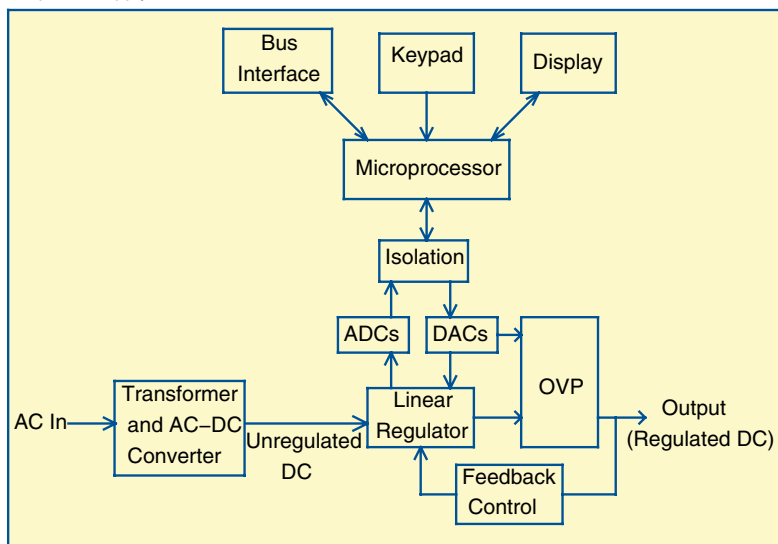 Bus
Interface
Keypad
Display
Microprocessor
Isolation
ADCs
DACs
OVP
AC In
Transformer
and AC–DC
Converter
Unregulated
DC
Linear
Regulator
Output
(Regulated DC)
Feedback
Control